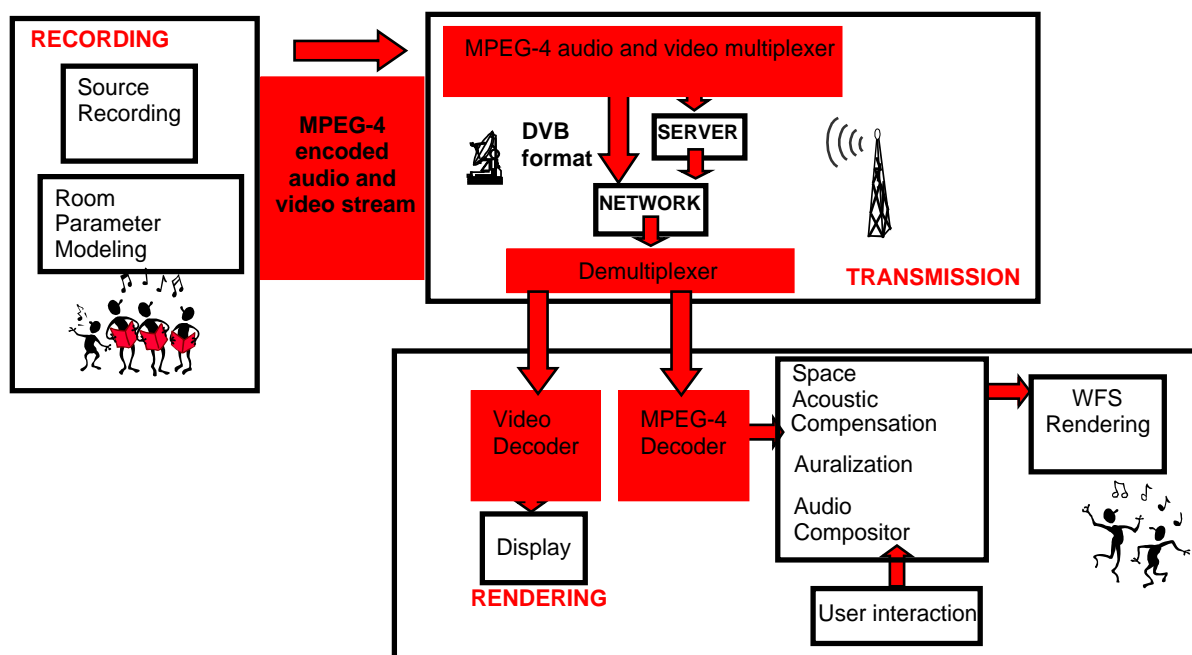 RECORDING
Source
Recording
Room
Parameter
Modeling
MPEG-4
encoded
audio and
video stream
MPEG-4 audio and video multiplexer
DVB
format
SERVER
NETWORK
Demultiplexer
TRANSMISSION
Video
Decoder
MPEG-4
Decoder
Space
Acoustic
Compensation
Auralization
Audio
Compositor
WFS
Rendering
Display
RENDERING
User interaction